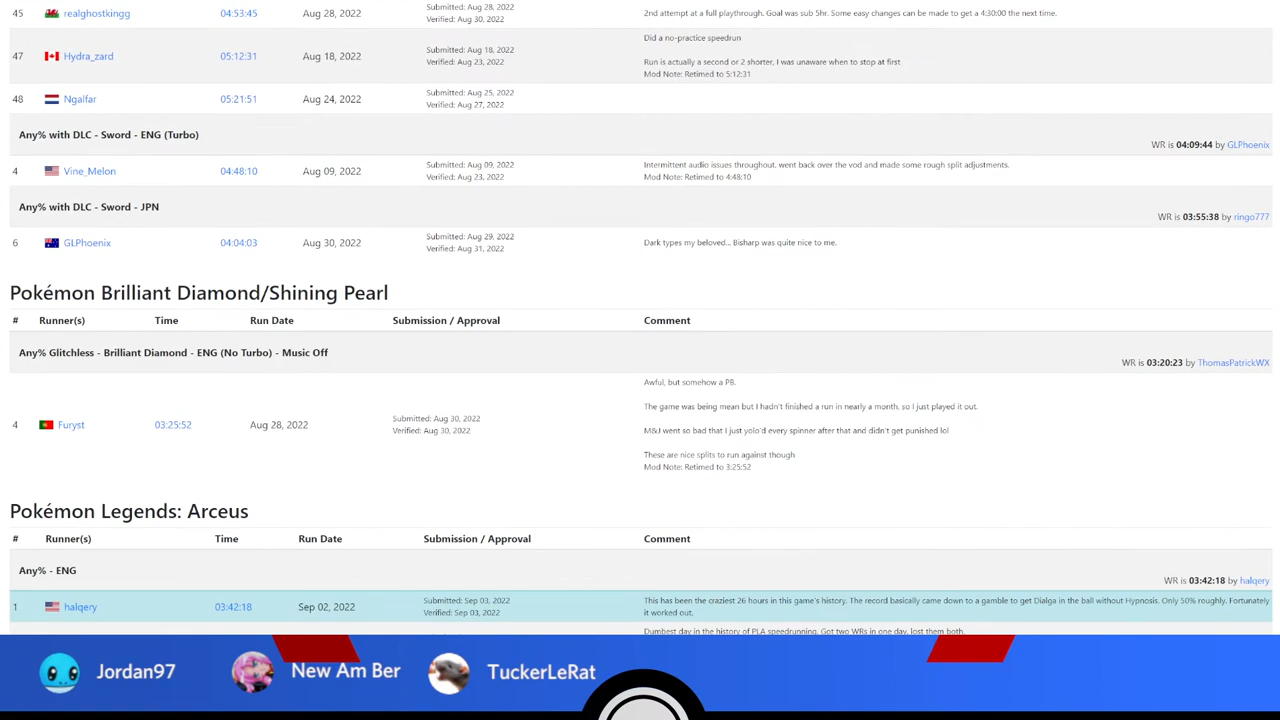 45 realghostkingg 04:53:45 Aug 28, 2022 Submitted: Aug 28, 2022 2nd attempt at a full playthrough. Goal was sub 5hr. Some easy changes can be made to get a 4:30:00 the next time.
Verified: Aug 30, 2022
Did a no-practice speedrun
47 Hydra_zard 05:12:31 Aug 18, 2022 Submitted: Aug 18, 2022
Verified: Aug 23, 2022 Run is actually a second or 2 shorter, I was unaware when to stop at first
Mod Note: Retimed to 5:12:31
48 Ngalfar 05:21:51 Aug 24, 2022 Submitted: Aug 25, 2022
Verified: Aug 27, 2022
Any% with DLC - Sword - ENG (Turbo)
WR is 04:09:44 by GLPhoenix
4 Vine_Melon 04:48:10 Aug 09, 2022 Submitted: Aug 09, 2022 Intermittent audio issues throughout. went back over the vod and made some rough split adjustments.
Verified: Aug 23, 2022 Mod Note: Retimed to 4:48:10
Any% with DLC - Sword - JPN
WR is 03:55:38 by ringo777
6 GLPhoenix 04:04:03 Aug 30, 2022 Submitted: Aug 29, 2022 Dark types my beloved... Bisharp was quite nice to me.
Verified: Aug 31, 2022
Pokémon Brilliant Diamond/Shining Pearl
# Runner(s) Time Run Date Submission / Approval Comment
Any% Glitchless - Brilliant Diamond - ENG (No Turbo) - Music Off
WR is 03:20:23 by ThomasPatrickWX
Awful, but somehow a PB.
The game was being mean but I hadn't finished a run in nearly a month, so I just played it out.
4 Furyst 03:25:52 Aug 28, 2022 Submitted: Aug 30, 2022
Verified: Aug 30, 2022 M&J went so bad that I just yolo'd every spinner after that and didn't get punished lol
These are nice splits to run against though
Mod Note: Retimed to 3:25:52
Pokémon Legends: Arceus
# Runner(s) Time Run Date Submission / Approval Comment
Any% - ENG
WR is 03:42:18 by halqery
1 halqery 03:42:18 Sep 02, 2022 Submitted: Sep 03, 2022 This has been the craziest 26 hours in this game's history. The record basically came down to a gamble to get Dialga in the ball without Hypnosis. Only 50% roughly. Fortunately
Verified: Sep 03, 2022 it worked out.
Dumbest day in the history of PLA speedrunning. Got two WRs in one day, lost them both.
Jordan97 New Am Ber TuckerLeRat